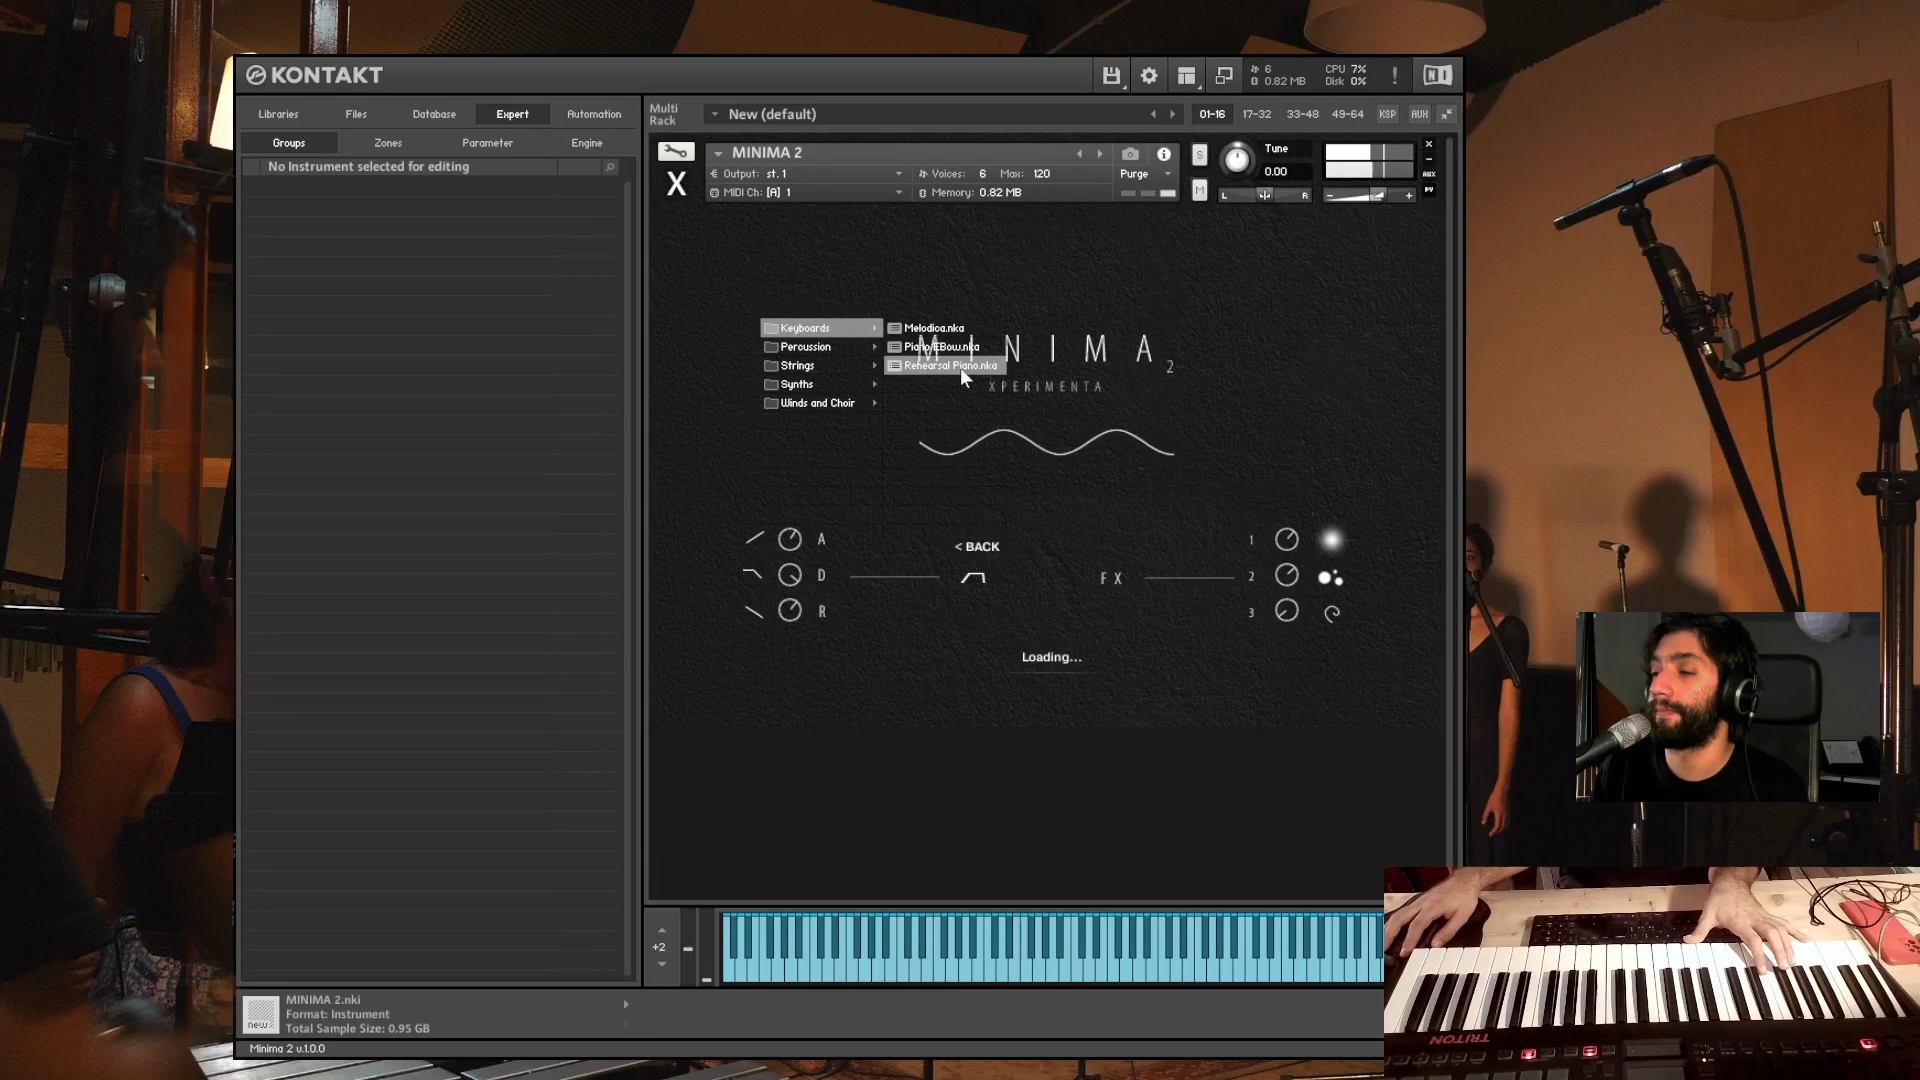 KONTAKT
6
0.82 MB
CPU 7%
Disk 0%
!
Libraries
Files
Database
Expert
Automation
Multi
Rack
New (default)
01-16
17-32
33-48
49-64
KSP
AUX
Groups
Zones
Parameter
Engine
No Instrument selected for editing
X
MINIMA 2
Output: st.1
Voices: 6 Max: 120
Purge
MIDI Ch: [A] 1
Memory: 0.82 MB
S
M
Tune
0.00
L
R
AUX
PV
Keyboards
Percussion
Strings
Synths
Winds and Choir
Melodica.nka
Piano EBow.nka
Rehearsal Piano.nka
MINIMA 2
XPERIMENTA
A
D
R
< BACK
FX
1
2
3
Loading...
+2
new
MINIMA 2.nki
Format: Instrument
Total Sample Size: 0.95 GB
Minima 2 v.1.0.0
TRITON